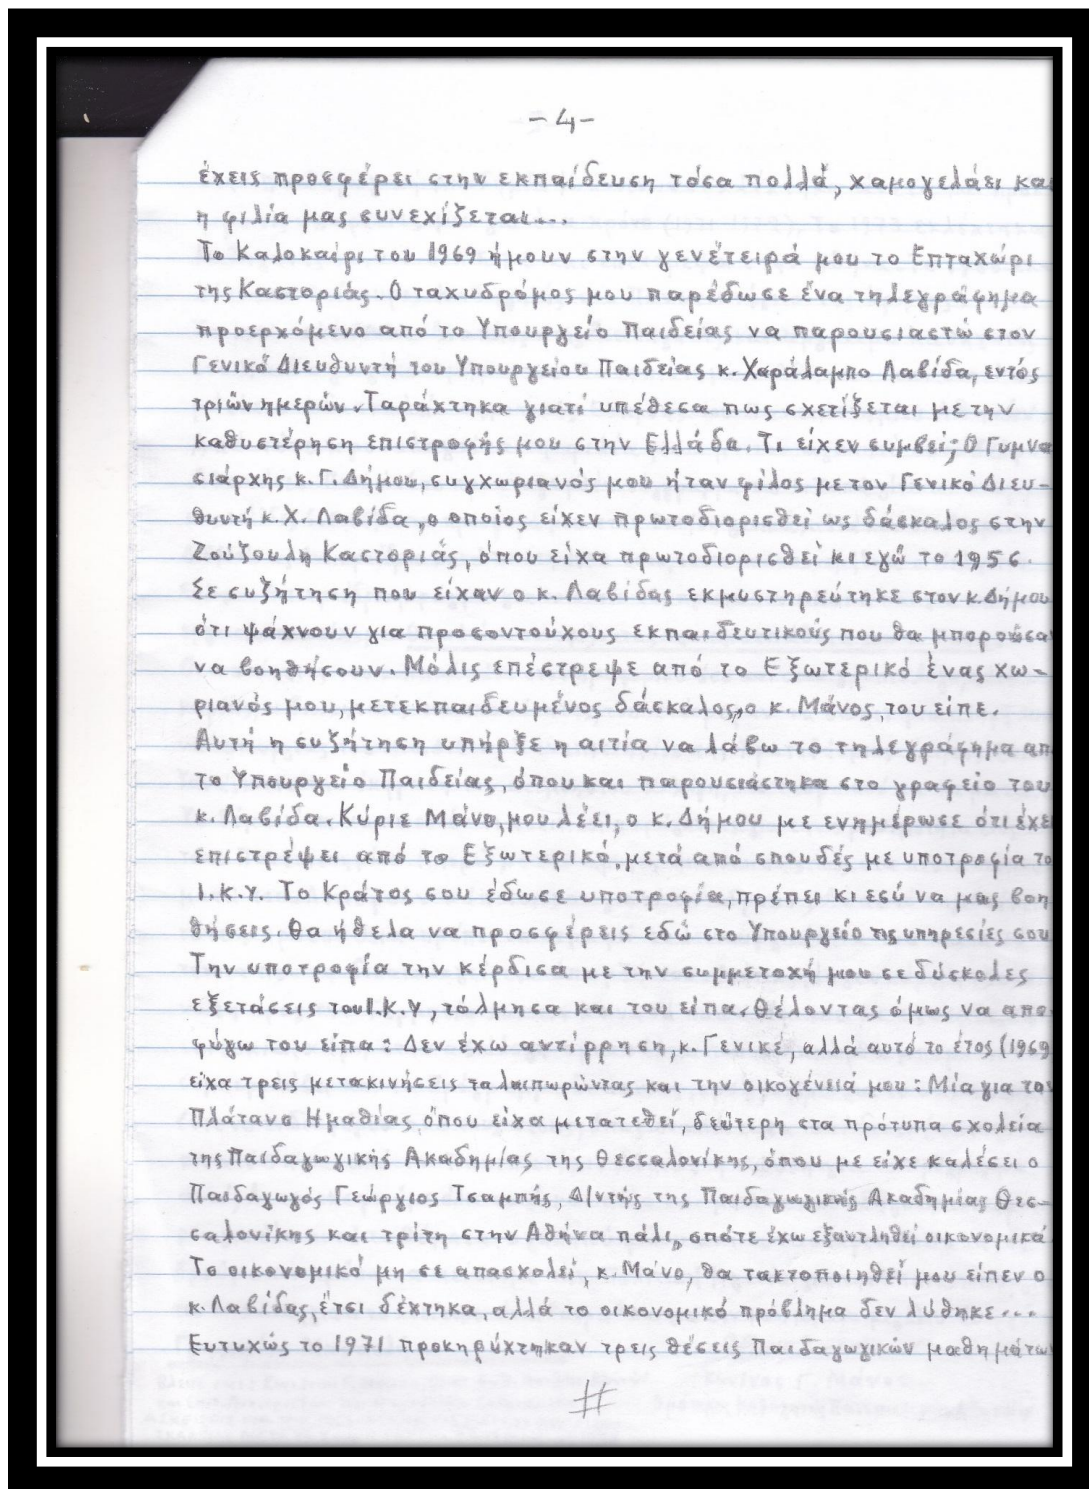 -4-
έχεις προσφέρει στην εκπαίδευση τόσα πολλά, χαμογελάει και
η φιλία μας συνεχίζεται...
Το Καλοκαίρι του 1969 ήμουν στην γενέτειρά μου το Επταχώρι
της Καστοριάς. Ο ταχυδρόμος μου παρέδωσε ένα τηλεγράφημα
προερχόμενο από το Υπουργείο Παιδείας να παρουσιαστώ στον
Γενικό Διευθυντή του Υπουργείου Παιδείας κ. Χαράλαμπο Λαβίδα, εντός
τριών ημερών. Ταράχτηκα γιατί υπέθεσα πως σχετίζεται με την
καθυστέρηση επιστροφής μου στην Ελλάδα. Τι είχεν συμβεί; Ο Γυμνα
σιάρχης κ. Γ. Δήμου, συγχωριανός μου ήταν φίλος με τον Γενικό Διευ-
θυντή κ. Χ. Λαβίδα, ο οποίος είχεν πρωτοδιορισθεί ως δάσκαλος στην
Ζούζουλη Καστοριάς, όπου είχα πρωτοδιορισθεί κι εγώ το 1956.
Σε συζήτηση που είχαν ο κ. Λαβίδας εκμυστηρεύτηκε στον κ. Δήμου
ότι ψάχνουν για προσοντούχους εκπαιδευτικούς που θα μπορούσα
να βοηθήσουν. Μόλις επέστρεψε από το Εξωτερικό ένας χω-
ριανός μου, μετεκπαιδευμένος δάσκαλος, ο κ. Μάνος, του είπε.
Αυτή η συζήτηση υπήρξε η αιτία να λάβω το τηλεγράφημα απ
το Υπουργείο Παιδείας, όπου και παρουσιάστηκα στο γραφείο του
κ. Λαβίδα. Κύριε Μάνο, μου λέει, ο κ. Δήμου με ενημέρωσε ότι έχει
επιστρέψει από το Εξωτερικό, μετά από σπουδές με υποτροφία το
Ι.Κ.Υ. Το Κράτος σου έδωσε υποτροφία, πρέπει κι εσύ να μας βοη
θήσεις. Θα ήθελα να προσφέρεις εδώ στο Υπουργείο τις υπηρεσίες σου
Την υποτροφία την κέρδισα με την συμμετοχή μου σε δύσκολες
εξετάσεις του Ι.Κ.Υ, τόλμησα και του είπα. Θέλοντας όμως να απο
φύγω του είπα: Δεν έχω αντίρρηση, κ. Γενικέ, αλλά αυτό το έτος (1969
είχα τρεις μετακινήσεις ταλαιπωρώντας και την οικογένειά μου: Μία για τον
Πλάτανο Ημαθίας, όπου είχα μετατεθεί, δεύτερη στα πρότυπα σχολεία
της Παιδαγωγικής Ακαδημίας της Θεσσαλονίκης, όπου με είχε καλέσει ο
Παιδαγωγός Γεώργιος Τσαμπής, Δ/ντής της Παιδαγωγικής Ακαδημίας Θεσ-
σαλονίκης και τρίτη στην Αθήνα πάλι, οπότε έχω εξαντληθεί οικονομικά
Το οικονομικό μη σε απασχολεί, κ. Μάνο, θα τακτοποιηθεί μου είπεν ο
κ. Λαβίδας, έτσι δέχτηκα, αλλά το οικονομικό πρόβλημα δεν λύθηκε...
Ευτυχώς το 1971 προκηρύχτηκαν τρεις θέσεις Παιδαγωγικών μαθημάτων
#